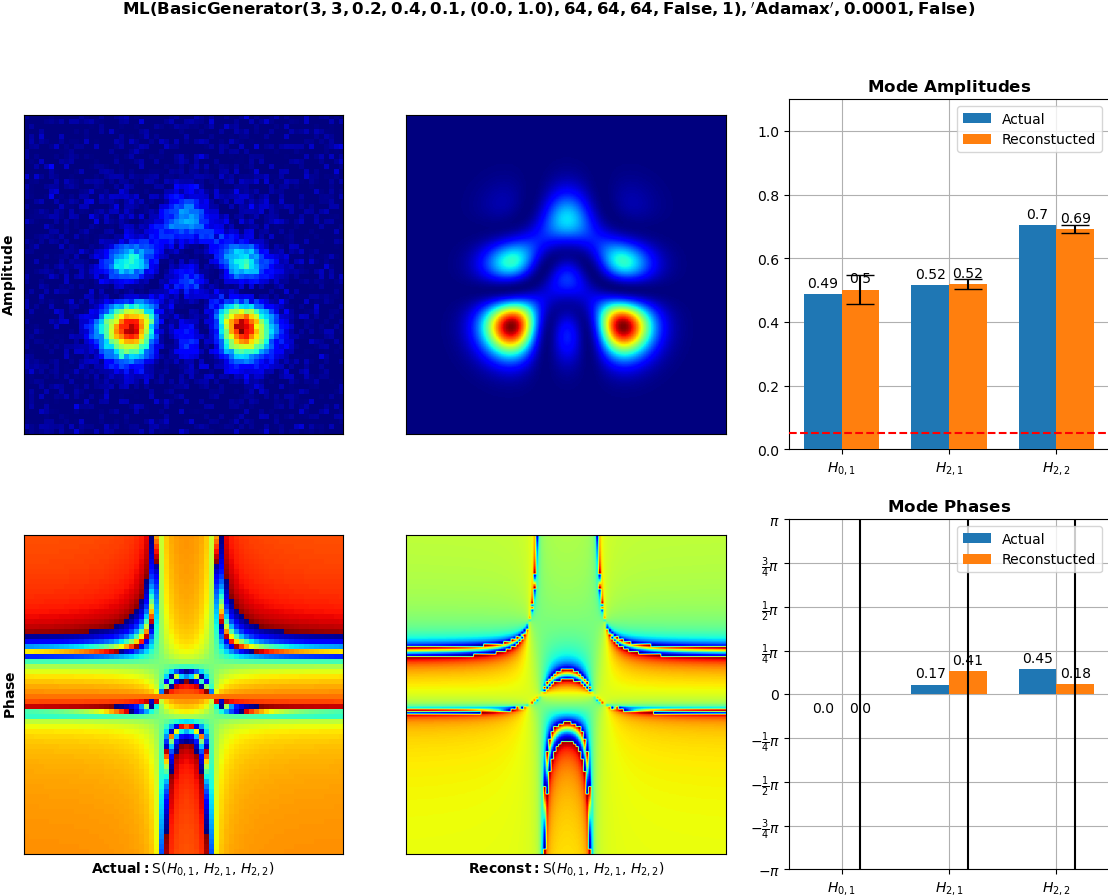 ML(BasicGenerator(3, 3, 0.2, 0.4, 0.1, (0.0, 1.0), 64, 64, 64, False, 1), ′Adamax′, 0.0001, False)
Amplitude
Mode Amplitudes
Actual
Reconstucted
1.0
0.8
0.6
0.4
0.2
0.0
0.49
0.5
0.52
0.52
0.7
0.69
H0, 1
H2, 1
H2, 2
Phase
Actual: S(H0, 1, H2, 1, H2, 2)
Reconst: S(H0, 1, H2, 1, H2, 2)
Mode Phases
Actual
Reconstucted
π
3/4π
1/2π
1/4π
0
−1/4π
−1/2π
−3/4π
−π
0.0
0.0
0.17
0.41
0.45
0.18
H0, 1
H2, 1
H2, 2